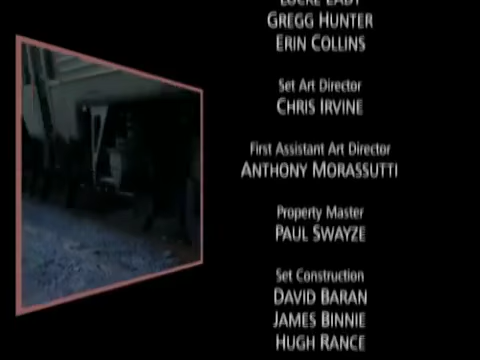 GREGG HUNTER
ERIN COLLINS
Set Art Director
CHRIS IRVINE
First Assistant Art Director
ANTHONY MORASSUTTI
Property Master
PAUL SWAYZE
Set Construction
DAVID BARAN
JAMES BINNIE
HUGH RANCE